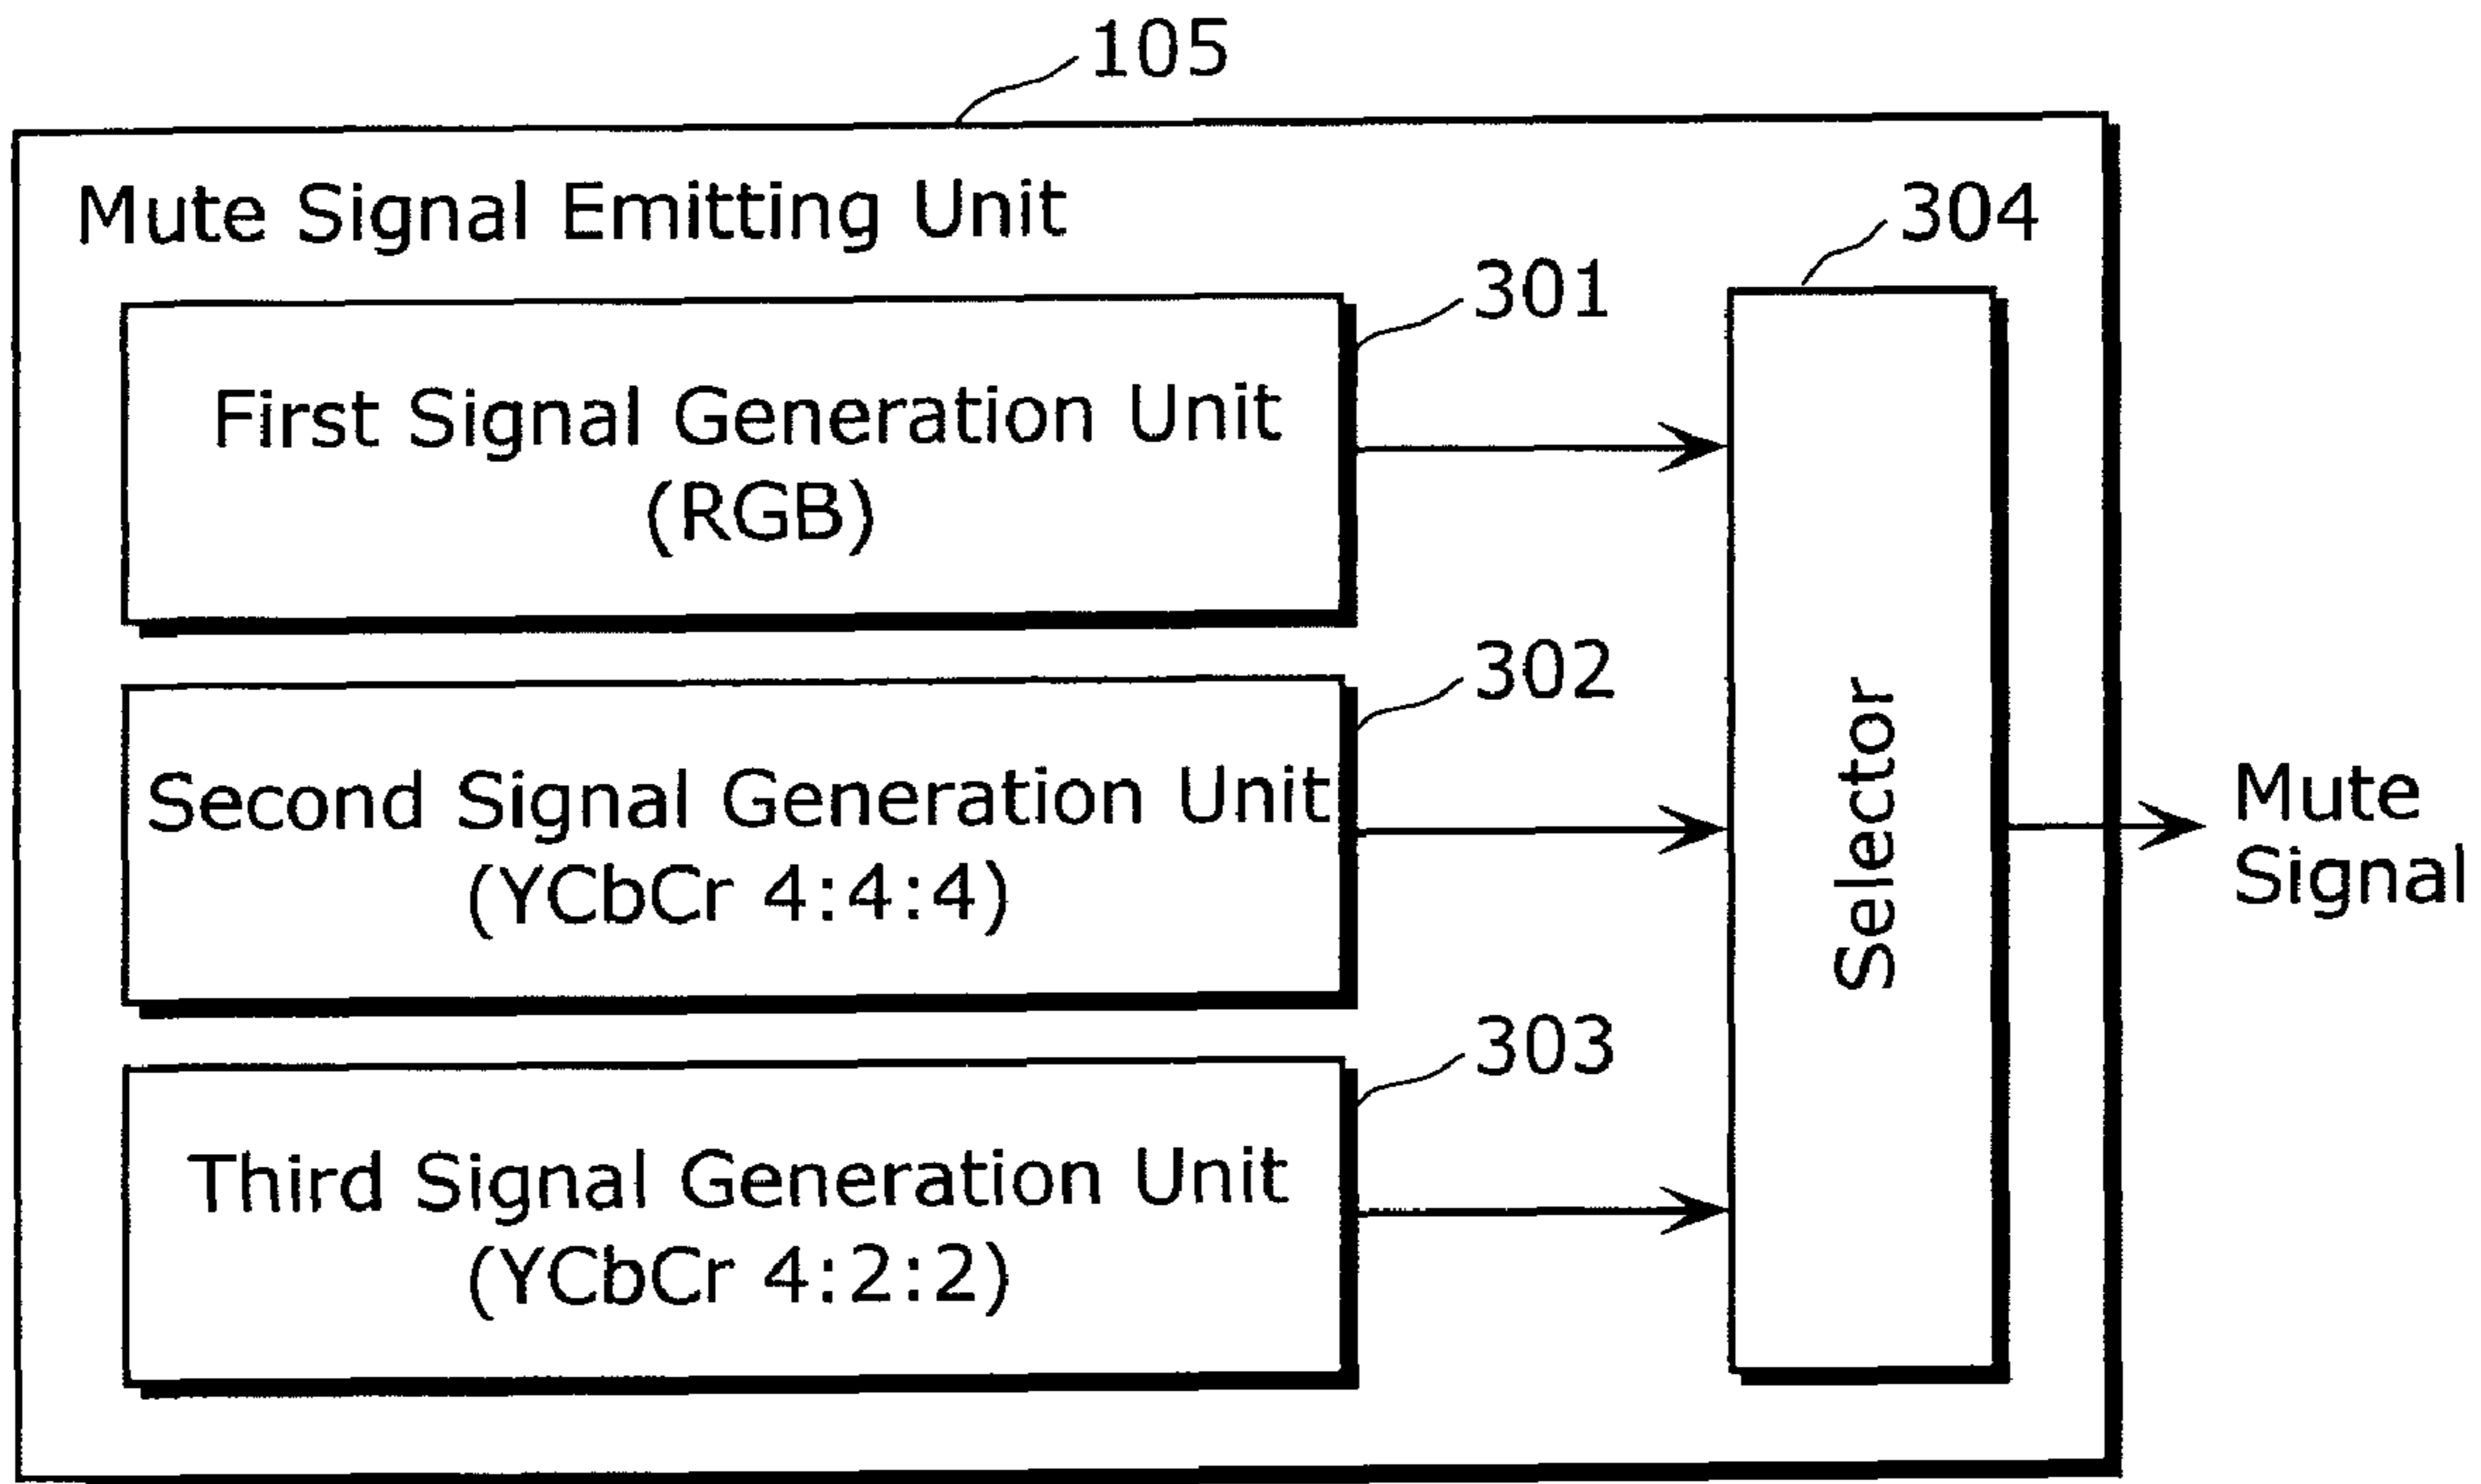 105
Mute Signal Emitting Unit
304
301
First Signal Generation Unit
(RGB)
302
Second Signal Generation Unit
(YCbCr 4:4:4)
303
Third Signal Generation Unit
(YCbCr 4:2:2)
Selector
Mute
Signal